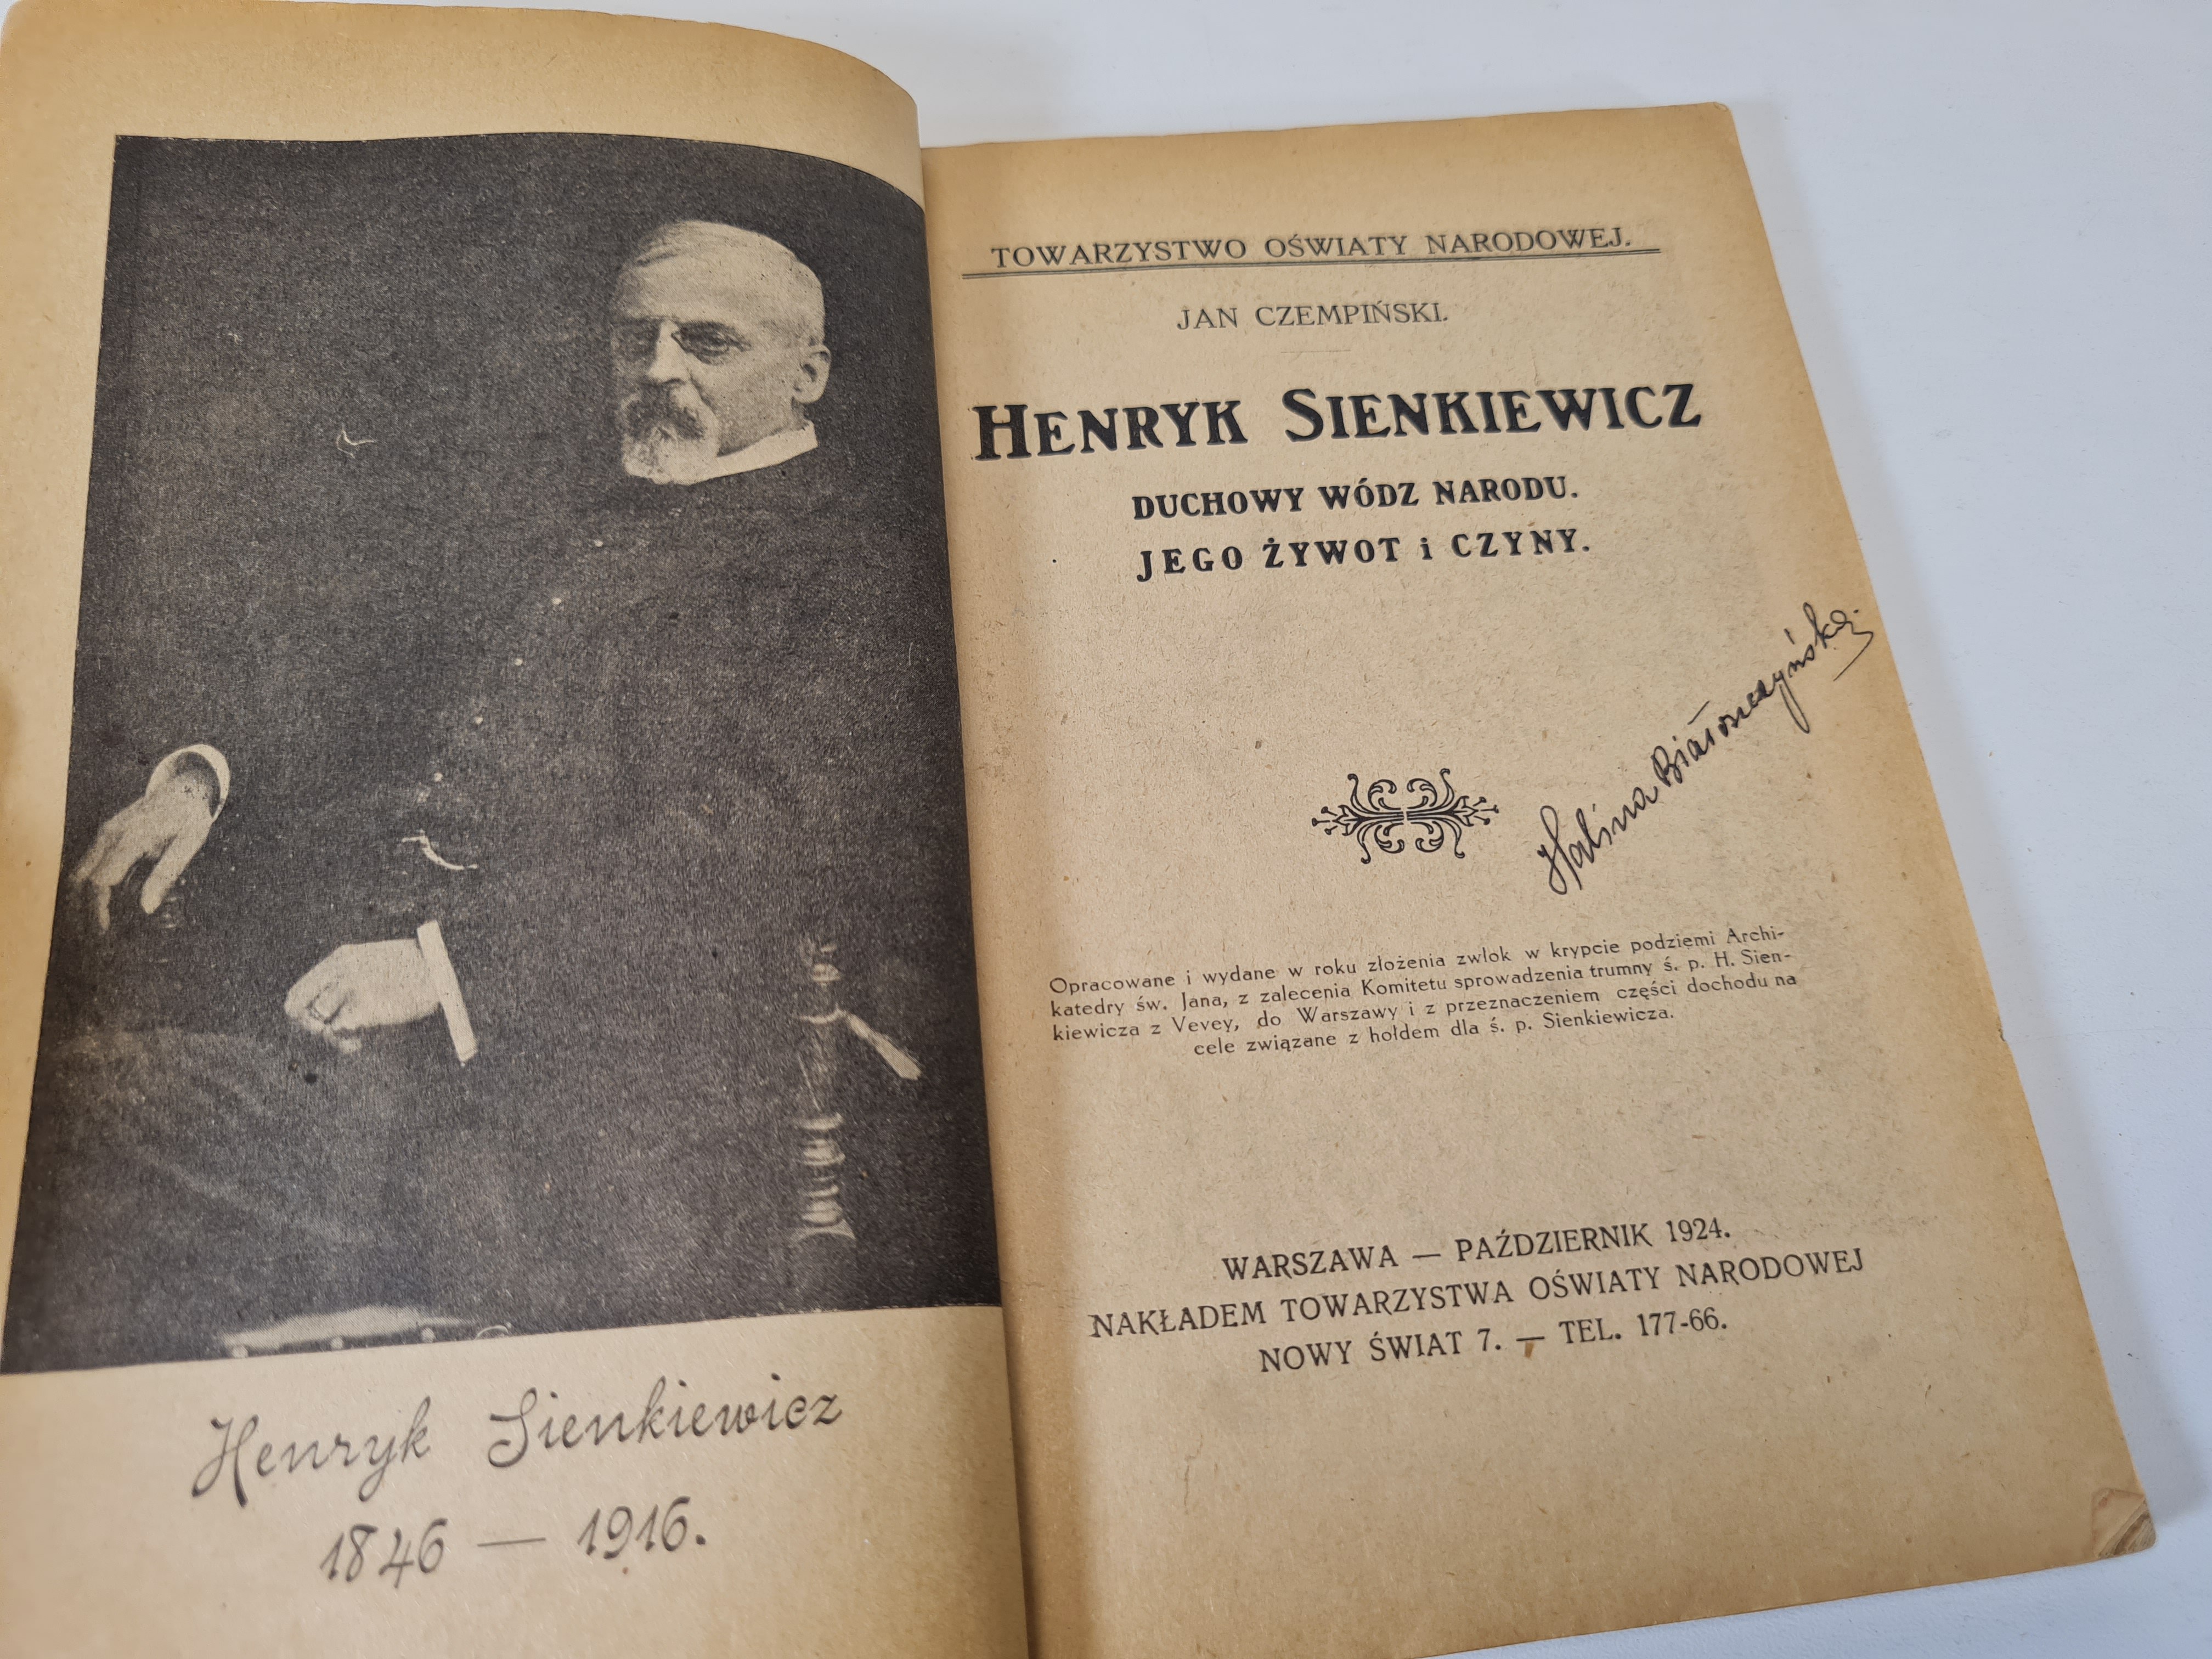 Henryk Sienkiewicz
1846 — 1916.
TOWARZYSTWO OŚWIATY NARODOWEJ.
JAN CZEMPIŃSKI.
HENRYK SIENKIEWICZ
DUCHOWY WÓDZ NARODU.
JEGO ŻYWOT i CZYNY.
Halina
Opracowane i wydane w roku złożenia zwłok w krypcie podziemi Archi-
katedry św. Jana, z zalecenia Komitetu sprowadzenia trumny ś. p. H. Sien-
kiewicza z Vevey, do Warszawy i z przeznaczeniem części dochodu na
cele związane z hołdem dla ś. p. Sienkiewicza.
WARSZAWA — PAŹDZIERNIK 1924.
NAKŁADEM TOWARZYSTWA OŚWIATY NARODOWEJ
NOWY ŚWIAT 7. — TEL. 177-66.